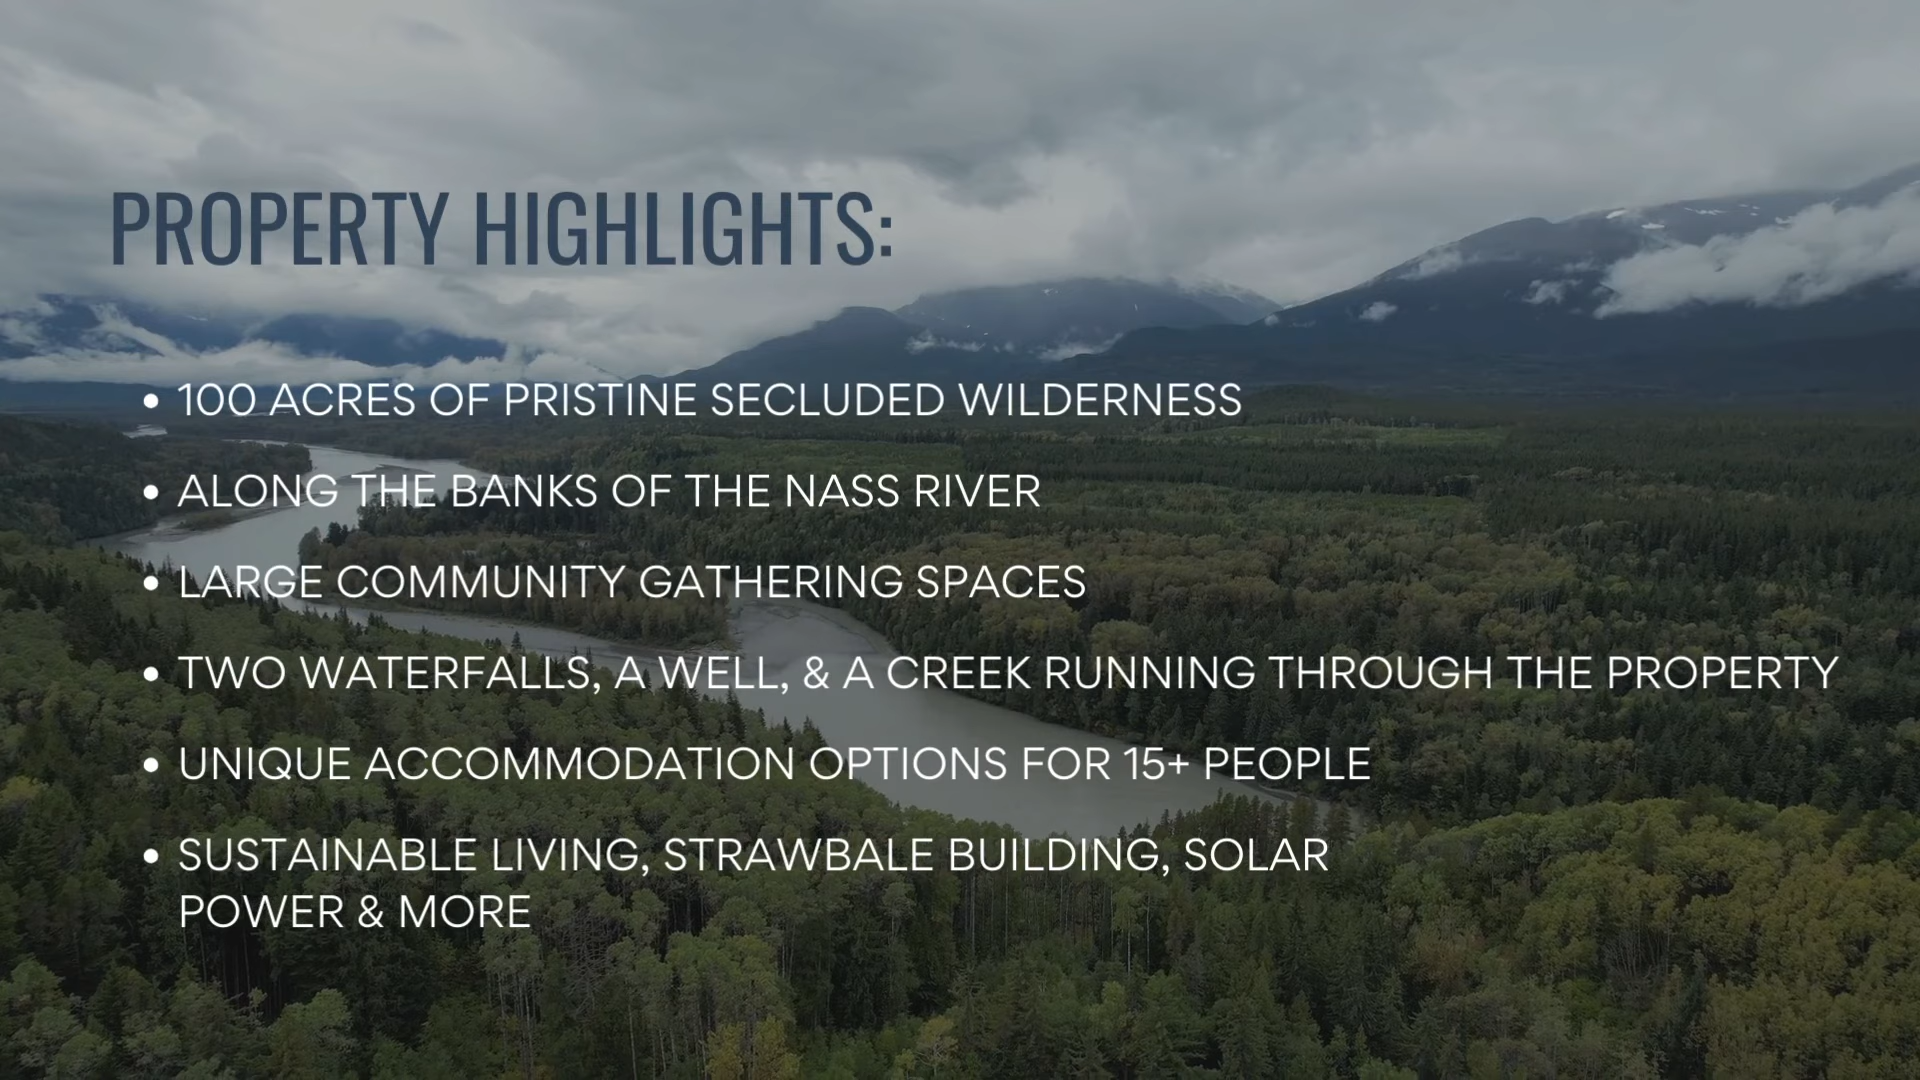 PROPERTY HIGHLIGHTS:
• 100 ACRES OF PRISTINE SECLUDED WILDERNESS
• ALONG THE BANKS OF THE NASS RIVER
• LARGE COMMUNITY GATHERING SPACES
• TWO WATERFALLS, A WELL, & A CREEK RUNNING THROUGH THE PROPERTY
• UNIQUE ACCOMMODATION OPTIONS FOR 15+ PEOPLE
• SUSTAINABLE LIVING, STRAWBALE BUILDING, SOLAR
POWER & MORE